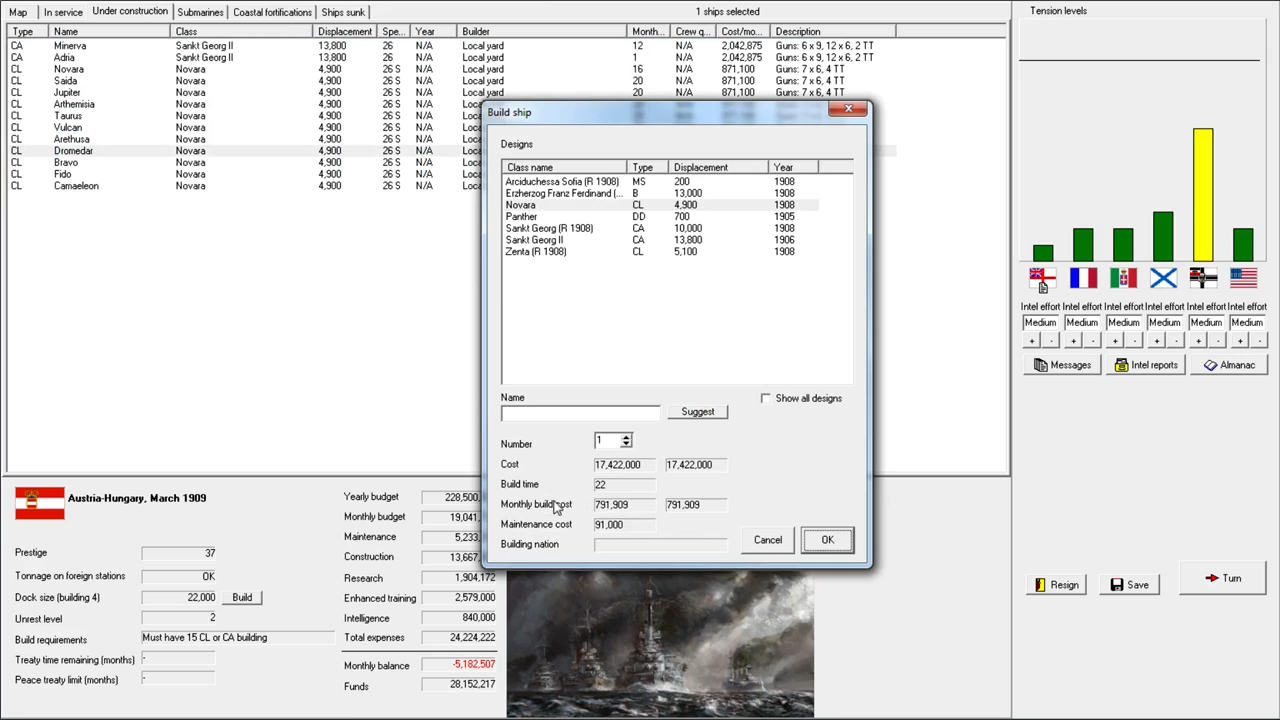 Map In service Under construction Submarines Coastal fortifications Ships sunk 1 ships selected Tension levels
Type Name Class Displacement Spe... Year Builder Month... Crew q... Cost/mo... Description
CA Minerva Sankt Georg II 13,800 26 N/A Local yard 12 N/A 2,042,875 Guns: 6 x 9, 12 x 6, 2 TT
CA Adria Sankt Georg II 13,800 26 N/A Local yard 1 N/A 2,042,875 Guns: 6 x 9, 12 x 6, 2 TT
CL Novara Novara 4,900 26 S N/A Local yard 16 N/A 871,100 Guns: 7 x 6, 4 TT
CL Saida Novara 4,900 26 S N/A Local yard 20 N/A 871,100 Guns: 7 x 6, 4 TT
CL Jupiter Novara 4,900 26 S N/A Local yard 20 N/A 871,100 Guns: 7 x 6, 4 TT
CL Arthemisia Novara 4,900 26 S N/A
CL Taurus Novara 4,900 26 S N/A
CL Vulcan Novara 4,900 26 S N/A
CL Arethusa Novara 4,900 26 S N/A
CL Dromedar Novara 4,900 26 S N/A
CL Bravo Novara 4,900 26 S N/A
CL Fido Novara 4,900 26 S N/A
CL Camaeleon Novara 4,900 26 S N/A
Build ship
Designs
Class name Type Displacement Year
Arciduchessa Sofia (R 1908) MS 200 1908
Erzherzog Franz Ferdinand (... B 13,000 1908
Novara CL 4,900 1908
Panther DD 700 1905
Sankt Georg (R 1908) CA 10,000 1908
Sankt Georg II CA 13,800 1906
Zenta (R 1908) CL 5,100 1908
Name Show all designs
Suggest
Number 1
Cost 17,422,000 17,422,000
Build time 22
Monthly build cost 791,909 791,909
Maintenance cost 91,000
Building nation
Cancel OK
Intel effort Intel effort Intel effort Intel effort Intel effort Intel effort
Medium Medium Medium Medium Medium Medium
+ - + - + - + - + - + -
Messages Intel reports Almanac
Resign Save Turn
Austria-Hungary, March 1909
Prestige 37
Tonnage on foreign stations OK
Dock size (building 4) 22,000 Build
Unrest level 2
Build requirements Must have 15 CL or CA building
Treaty time remaining (months) -
Peace treaty limit (months) -
Yearly budget 228,500,
Monthly budget 19,041,
Maintenance 5,233,
Construction 13,667,
Research 1,904,172
Enhanced training 2,579,000
Intelligence 840,000
Total expenses 24,224,222
Monthly balance -5,182,507
Funds 28,152,217